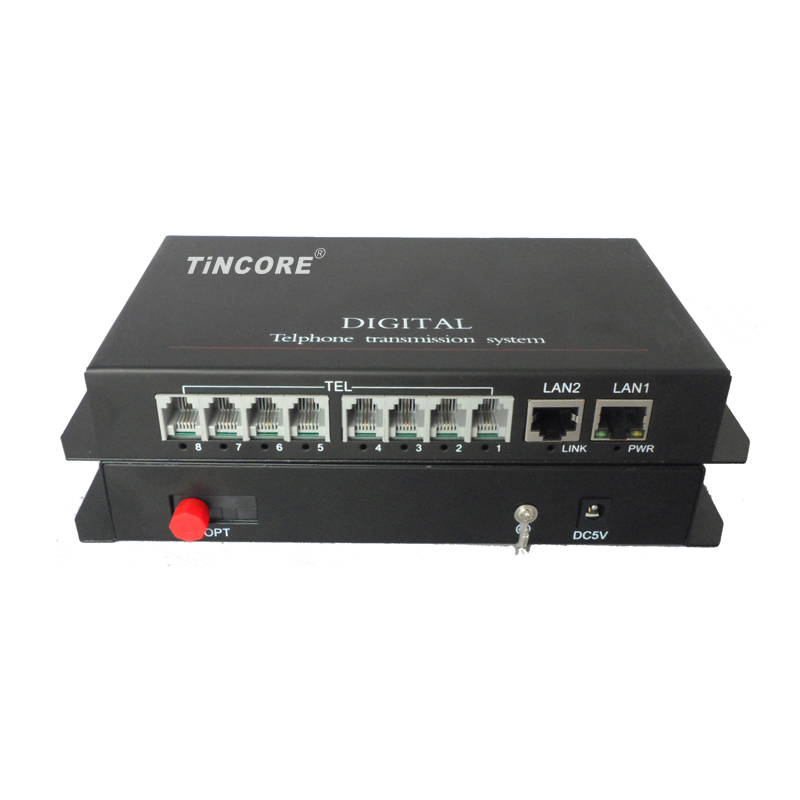 TiNCORE®
DIGITAL
Telphone transmission system
TEL
LAN2 LAN1
8 7 6 5 4 3 2 1 LINK PWR
OPT DC5V